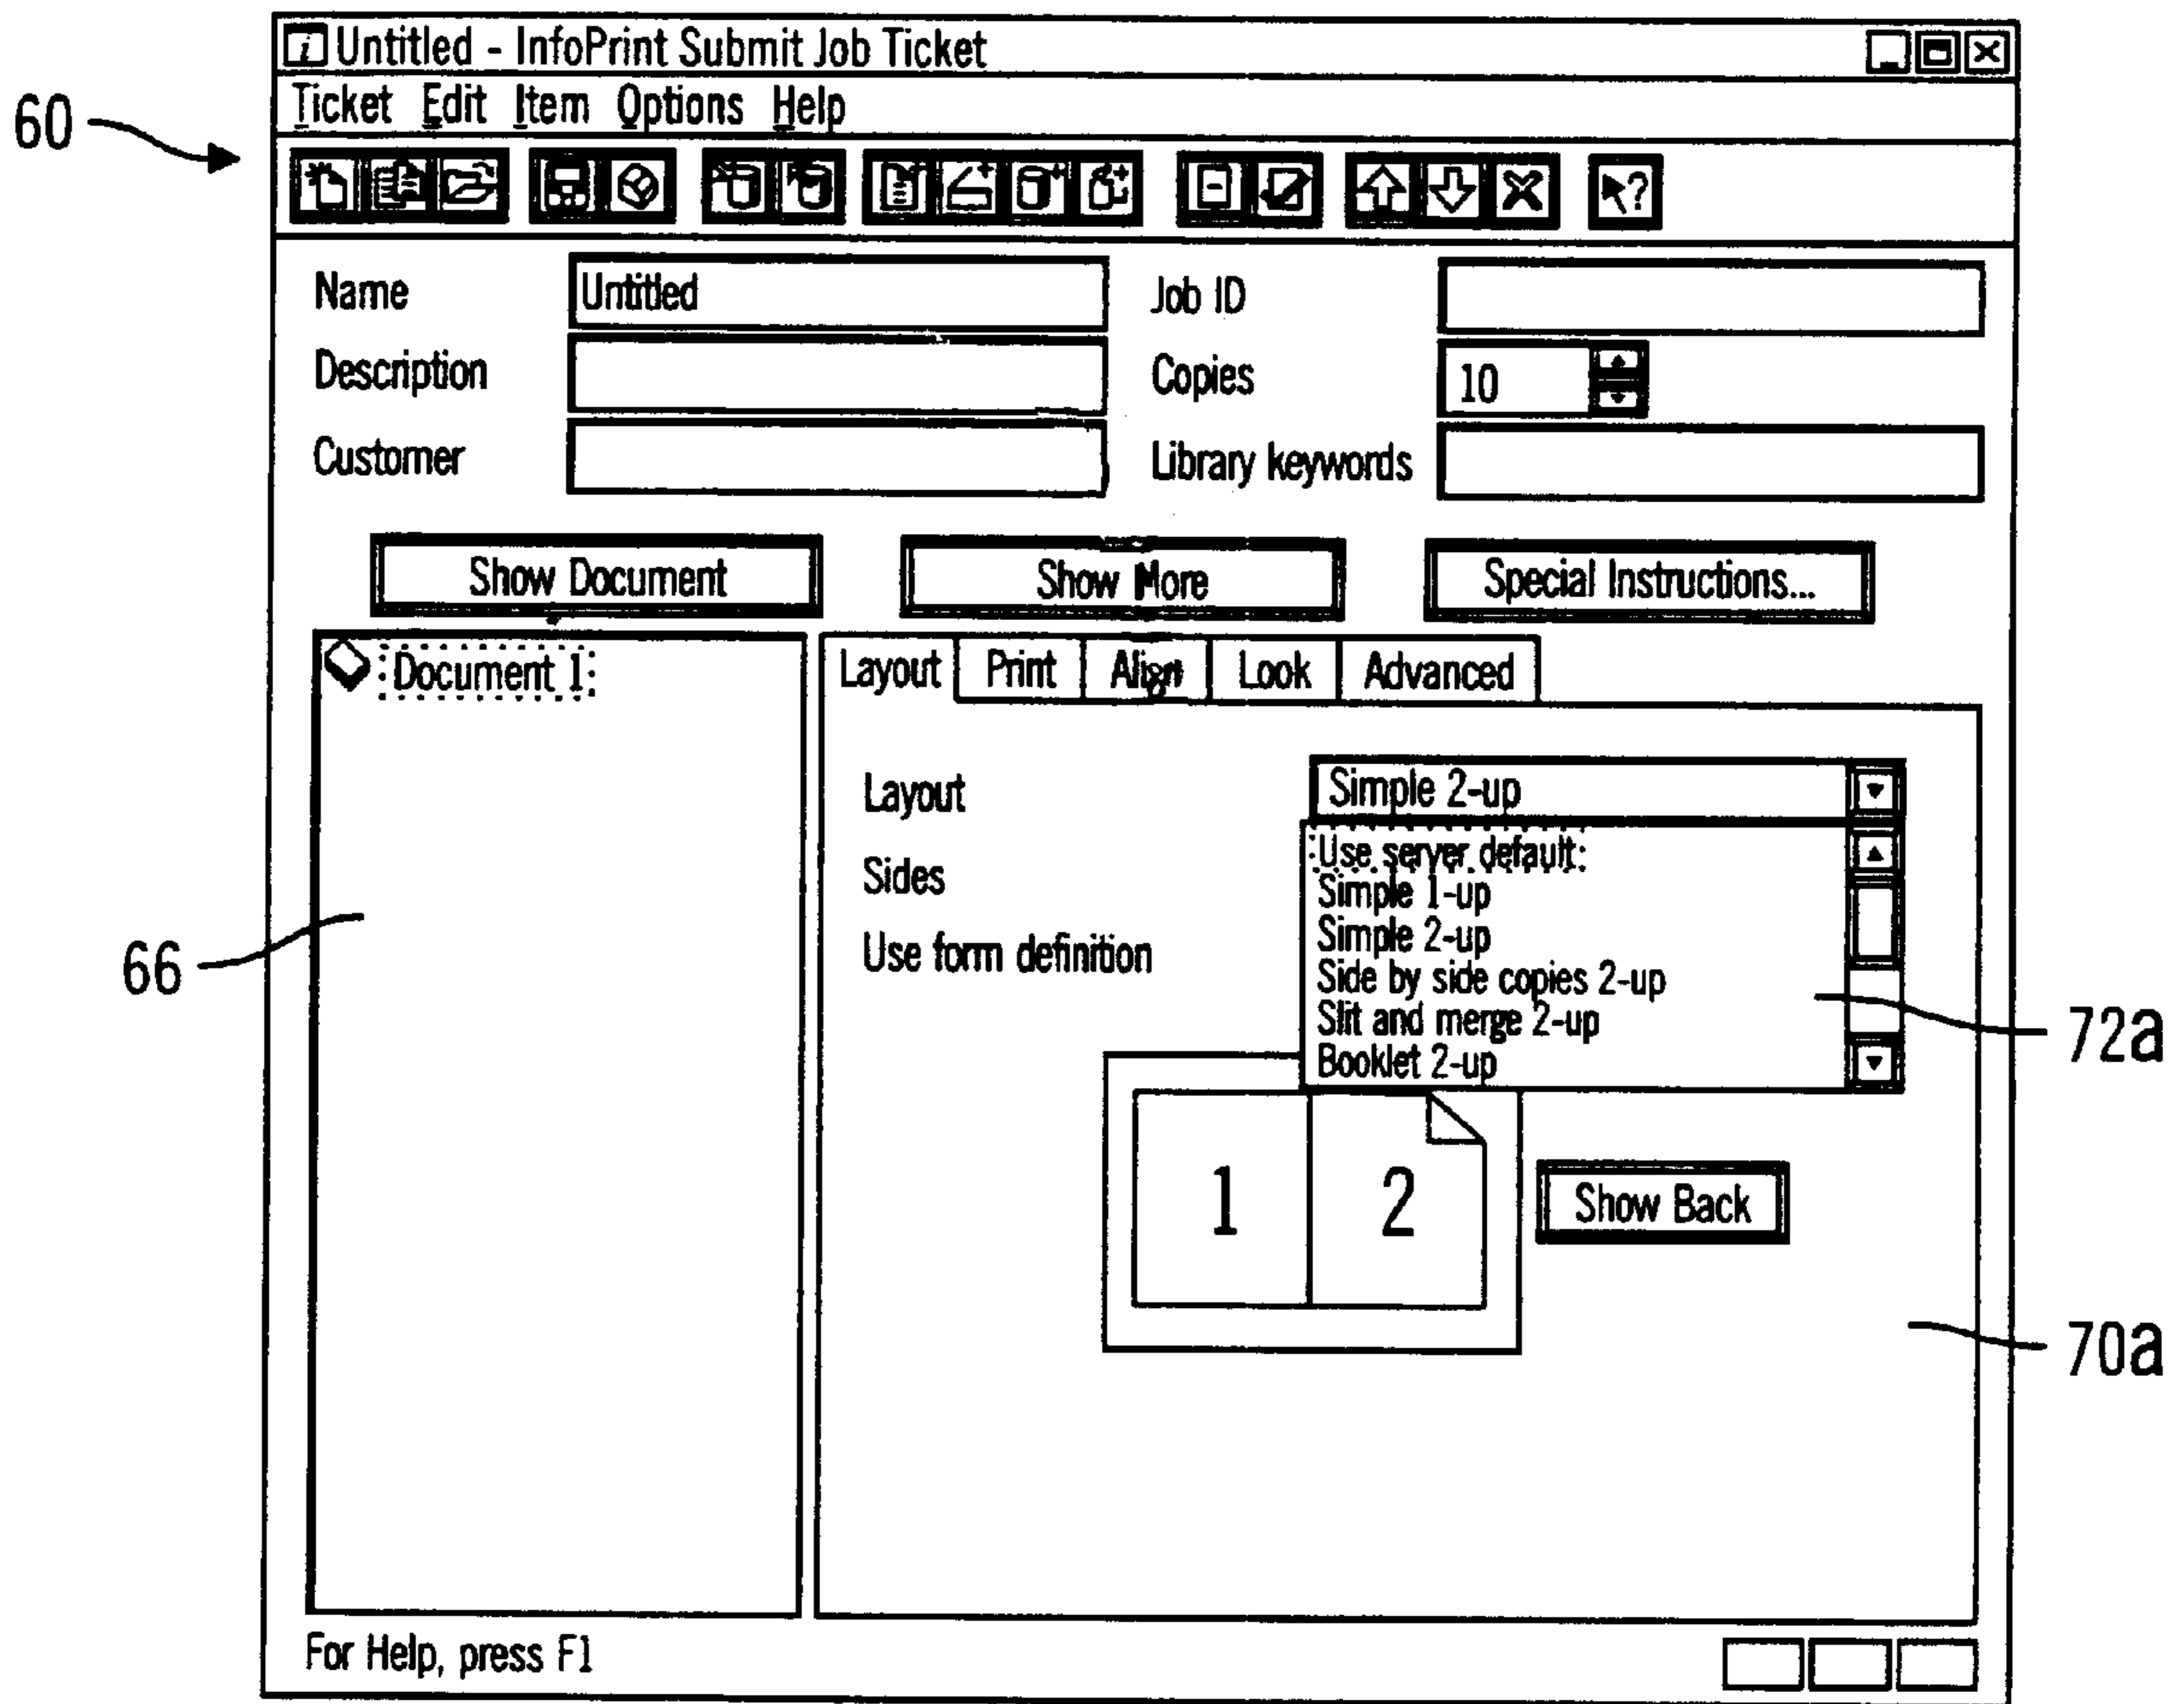 Untitled - InfoPrint Submit Job Ticket
Ticket Edit Item Options Help
60
Name Untitled Job ID
Description Copies 10
Customer Library keywords
Show Document Show More Special Instructions...
Document 1
Layout Print Align Look Advanced
Layout Simple 2-up
Use server default
Sides
Simple 1-up
Simple 2-up
Use form definition
Side by side copies 2-up
Slit and merge 2-up
Booklet 2-up
66
72a
1 2
Show Back
70a
For Help, press F1